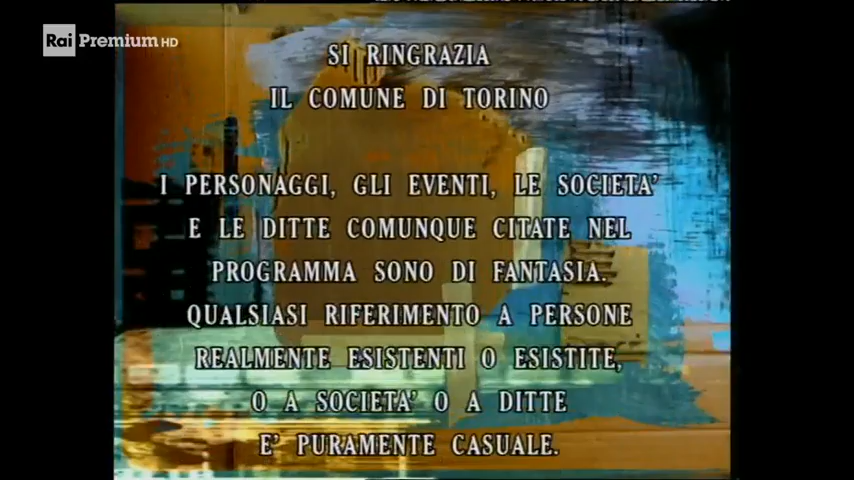 Rai Premium HD
SI RINGRAZIA
IL COMUNE DI TORINO
I PERSONAGGI, GLI EVENTI, LE SOCIETA'
E LE DITTE COMUNQUE CITATE NEL
PROGRAMMA SONO DI FANTASIA.
QUALSIASI RIFERIMENTO A PERSONE
REALMENTE ESISTENTI O ESISTITE,
O A SOCIETA' O A DITTE
E' PURAMENTE CASUALE.